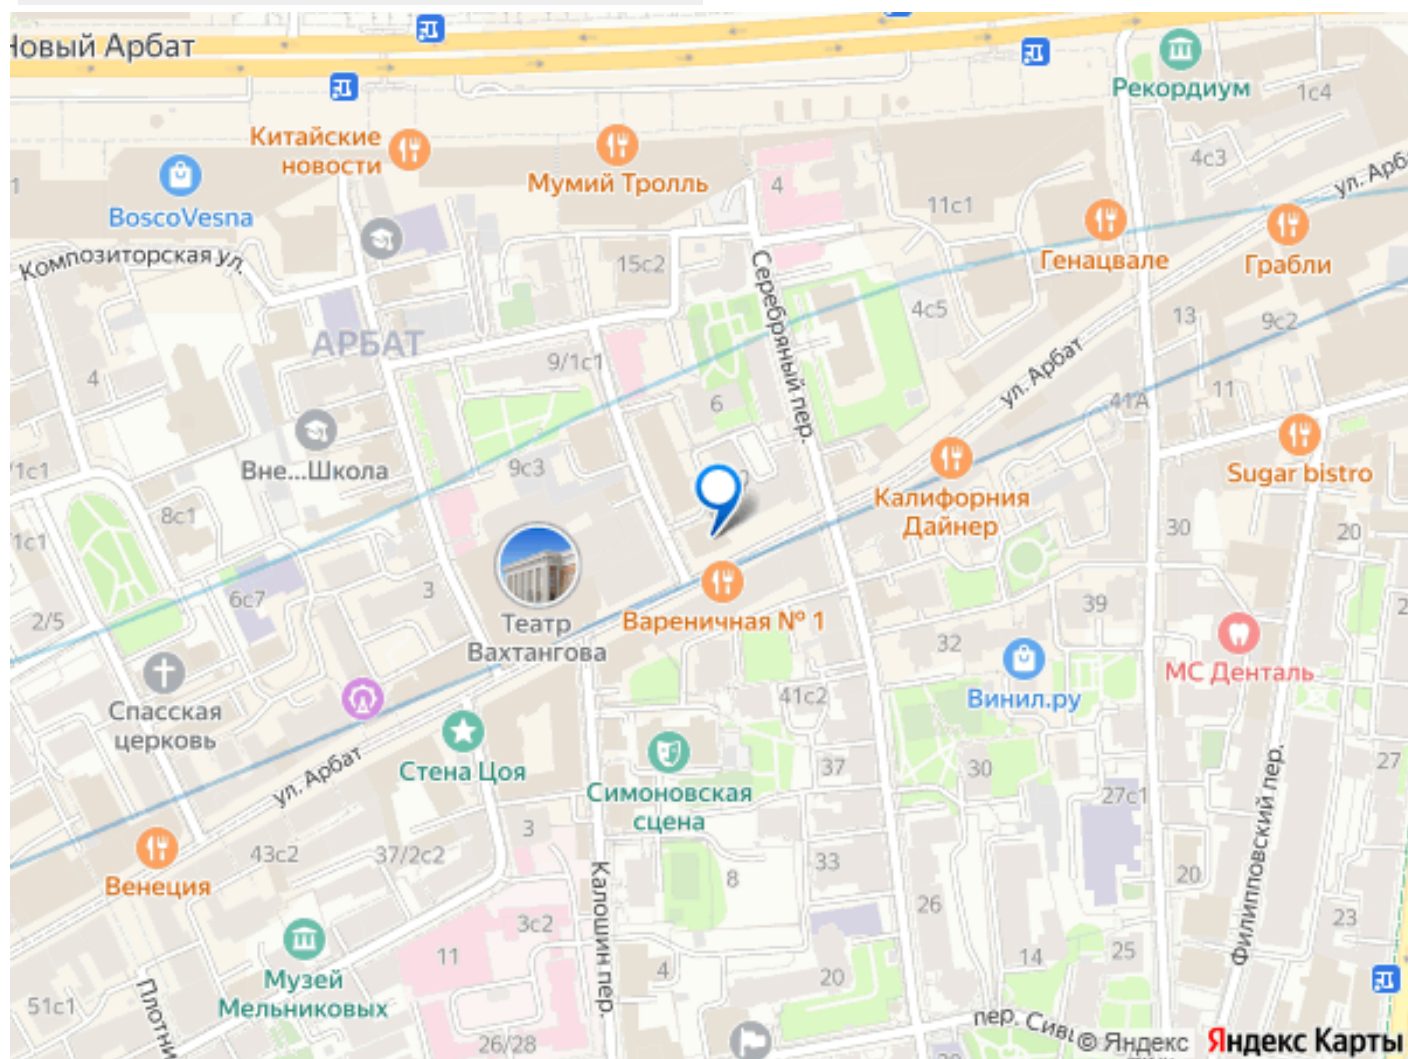 Новый Арбат
Рекордиум
1с4
Китайские
новости
Мумий Тролль
4с3
ул. Арб
1
BoscoVesna
4
11с1
Генацвале
Грабли
Композиторская ул.
15с2
Серебряный пер.
4с5
13
9с2
АРБАТ
9/1с1
ул. Арбат
4
6
41А
11
Вне...Школа
9с3
Sugar bistro
/1с1
8с1
Калифорния
Дайнер
30
20
1с1
6с7
3
2/5
Театр
Вахтангова
Вареничная № 1
39
2
32
МС Денталь
Спасская
церковь
41с2
Винил.ру
ул. Арбат
Стена Цоя
37
30
27
Симоновская
сцена
27с1
Филипповский пер.
3
43с2
37/2с2
33
Венеция
8
20
Калошин пер.
26
3с2
23
11
25
14
Музей
Мельниковых
4
20
51с1
Плотни
26/28
пер. Сивц
© Яндекс Яндекс Карты